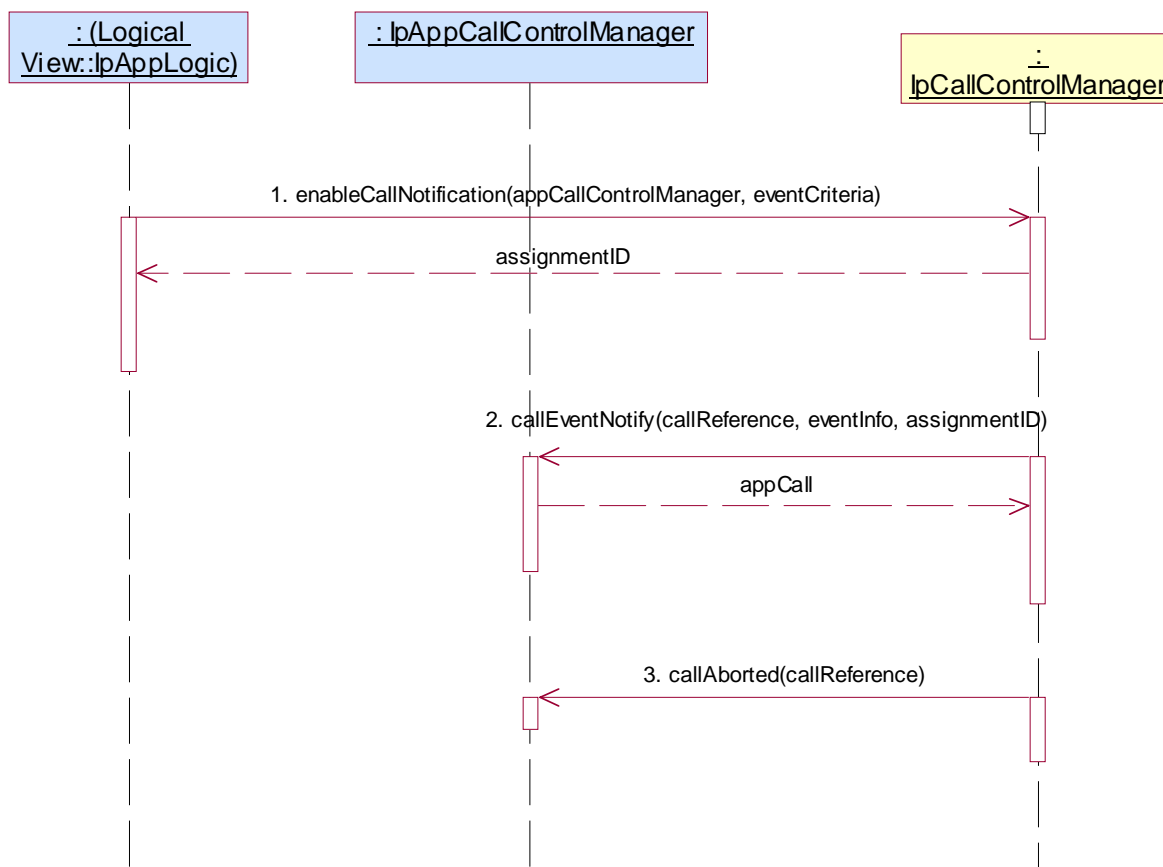 : (Logical
View::IpAppLogic)
: IpAppCallControlManager
:
IpCallControlManager
1. enableCallNotification(appCallControlManager, eventCriteria)
assignmentID
2. callEventNotify(callReference, eventInfo, assignmentID)
appCall
3. callAborted(callReference)